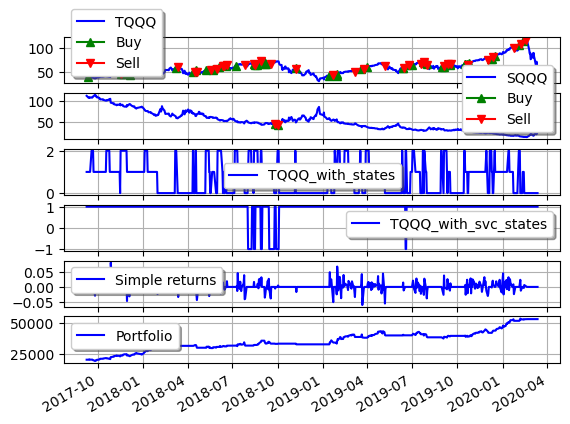 TQQQ
Buy
Sell
100
50
SQQQ
Buy
Sell
100
50
TQQQ_with_states
2
0
TQQQ_with_svc_states
1
−1
Simple returns
0.05
0.00
−0.05
Portfolio
50000
25000
2017-10
2018-01
2018-04
2018-07
2018-10
2019-01
2019-04
2019-07
2019-10
2020-01
2020-04